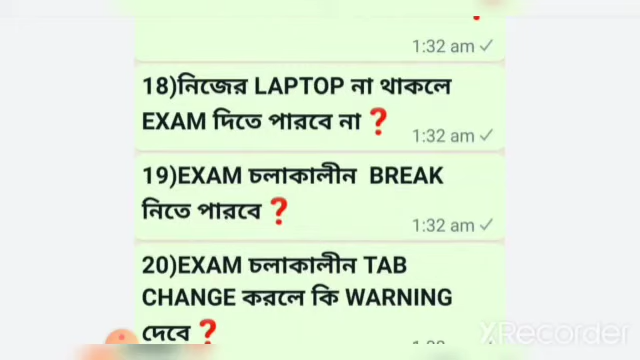 1:32 am ✓
18)নিজের LAPTOP না থাকলে
EXAM দিতে পারবে না ❓
1:32 am ✓
19)EXAM চলাকালীন BREAK
নিতে পারবে ❓
1:32 am ✓
20)EXAM চলাকালীন TAB
CHANGE করলে কি WARNING
দেবে ❓
XRecorder